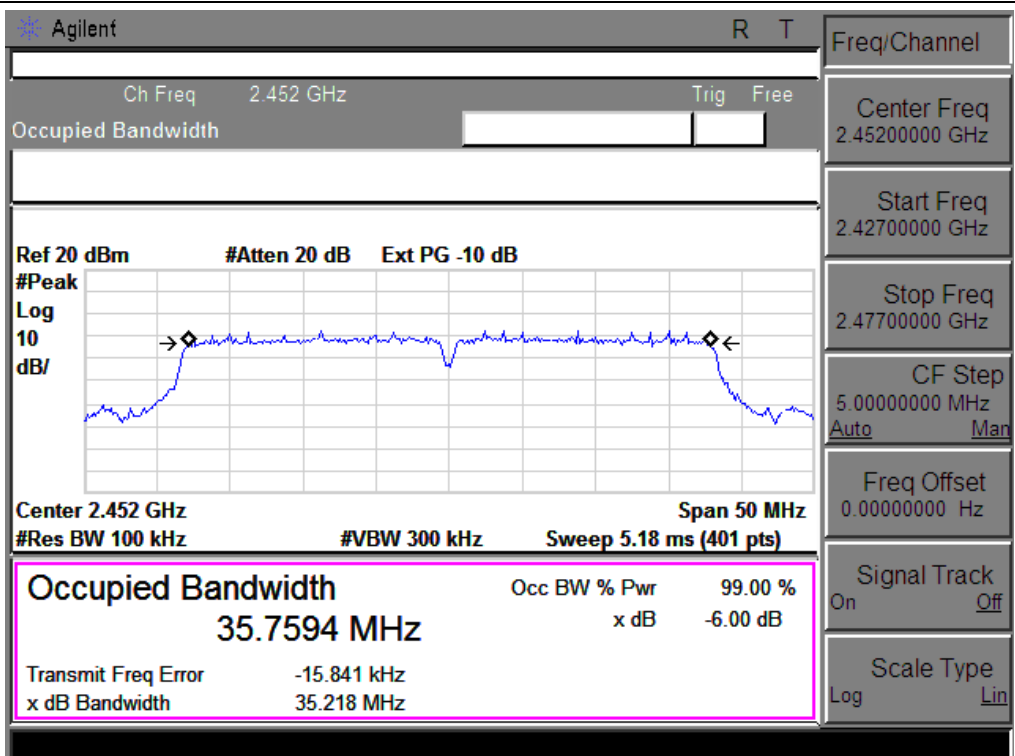 Agilent R T
Ch Freq 2.452 GHz Trig Free
Occupied Bandwidth
Ref 20 dBm #Atten 20 dB Ext PG -10 dB
#Peak
Log
10
dB/
Center 2.452 GHz Span 50 MHz
#Res BW 100 kHz #VBW 300 kHz Sweep 5.18 ms (401 pts)
Occupied Bandwidth Occ BW % Pwr 99.00 %
35.7594 MHz x dB -6.00 dB
Transmit Freq Error -15.841 kHz
x dB Bandwidth 35.218 MHz
Freq/Channel
Center Freq
2.45200000 GHz
Start Freq
2.42700000 GHz
Stop Freq
2.47700000 GHz
CF Step
5.00000000 MHz
Auto Man
Freq Offset
0.00000000 Hz
Signal Track
On Off
Scale Type
Log Lin